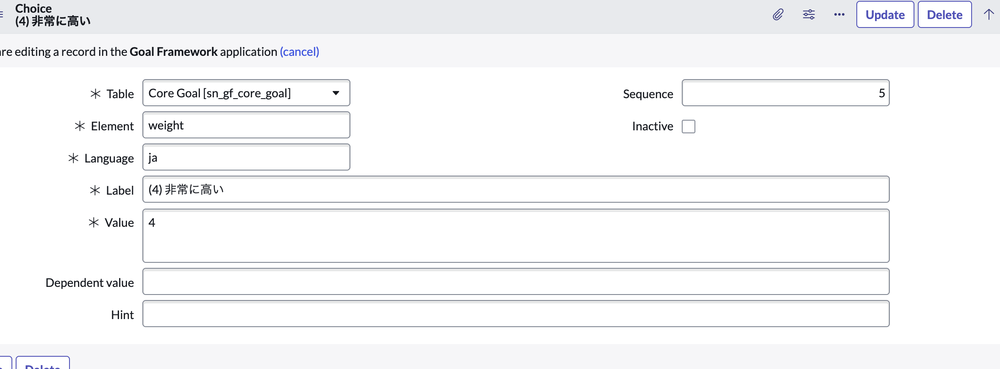 Choice
(4) 非常に高い
Update
Delete
are editing a record in the Goal Framework application (cancel)
Table
Core Goal [sn_gf_core_goal]
Sequence
5
Element
weight
Inactive
Language
ja
Label
(4) 非常に高い
Value
4
Dependent value
Hint
Delete